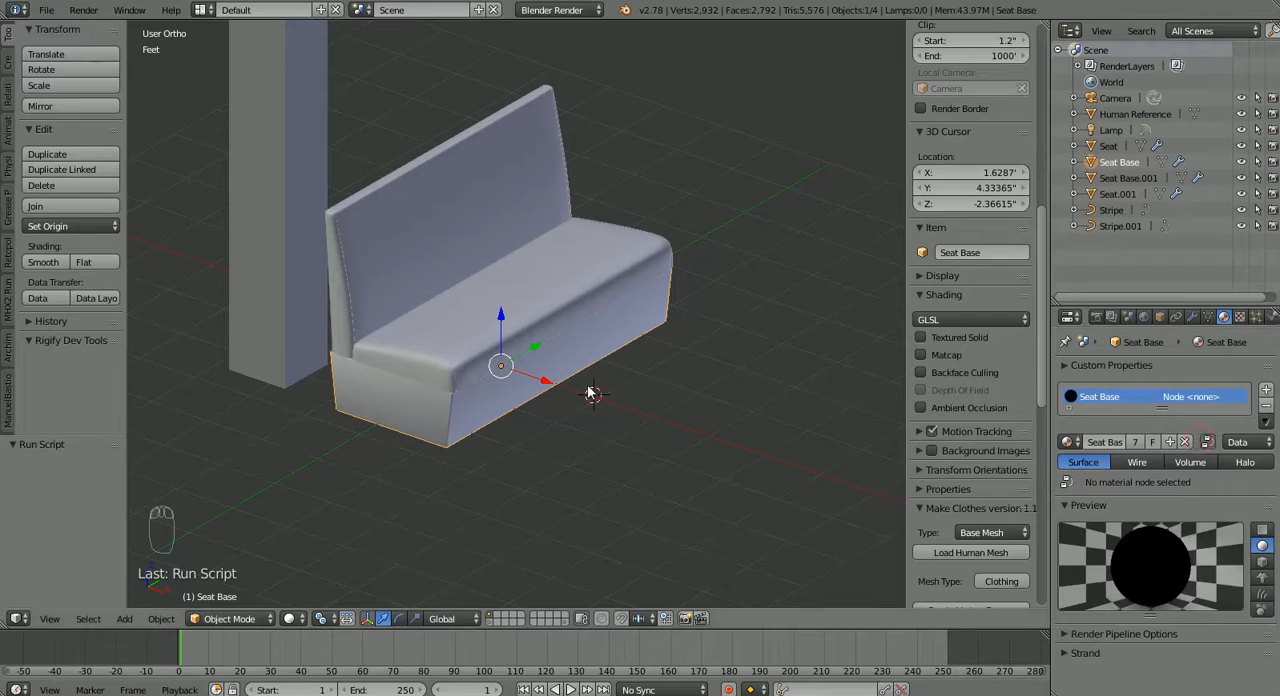 File Render Window Help Default Scene Blender Render v2.78 | Verts:2,932 | Faces:2,792 | Tris:5,576 | Objects:1/4 | Lamps:0/0 | Mem:43.97M | Seat Base
Transform
Translate
Rotate
Scale
Mirror
Edit
Duplicate
Duplicate Linked
Delete
Join
Set Origin
Shading:
Smooth Flat
Data Transfer:
Data Data Layo
History
Rigify Dev Tools
Run Script
Too
Cre
Relati
Animat
Physi
Grease P
Retopol
MHX2 Run
Archim
ManuelBastio
User Ortho
Feet
Last: Run Script
(1) Seat Base
Clip:
Start: 1.2"
End: 1000'
Local Camera:
Camera
Render Border
3D Cursor
Location:
X: 1.6287'
Y: 4.33365"
Z: -2.36615"
Item
Seat Base
Display
Shading
GLSL
Textured Solid
Matcap
Backface Culling
Depth Of Field
Ambient Occlusion
Motion Tracking
Background Images
Transform Orientations
Properties
Make Clothes version 1.1
Type: Base Mesh
Load Human Mesh
Mesh Type: Clothing
View Search All Scenes
Scene
RenderLayers
World
Camera
Human Reference
Lamp
Seat
Seat Base
Seat Base.001
Seat.001
Stripe
Stripe.001
Seat Base Seat Base
Custom Properties
Seat Base Node <none>
Seat Bas 7 F Data
Surface Wire Volume Halo
No material node selected
Preview
Render Pipeline Options
Strand
View Select Add Object Object Mode Global
-50 -40 -30 -20 -10 0 10 20 30 40 50 60 70 80 90 100 110 120 130 140 150 160 170 180 190 200 210 220 230 240 250 260 270 280
View Marker Frame Playback Start: 1 End: 250 1 No Sync